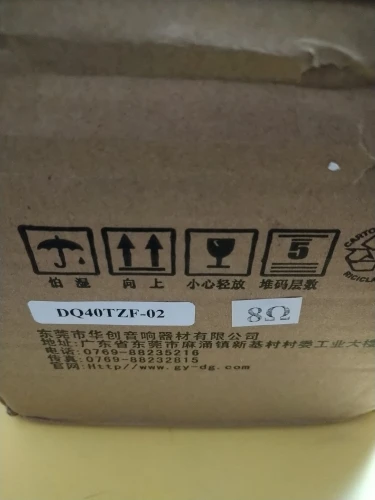 5
CARTO
RICICLA
怕 湿 向 上 小心轻放 堆码层数
DQ40TZF-02 8Ω
东莞市华创音响器材有限公司
地址:广东省东莞市麻涌镇新基村村委工业大楼
电话:0769-88235216
传真:0769-88232815
官网:Http//www.gy-dg.com